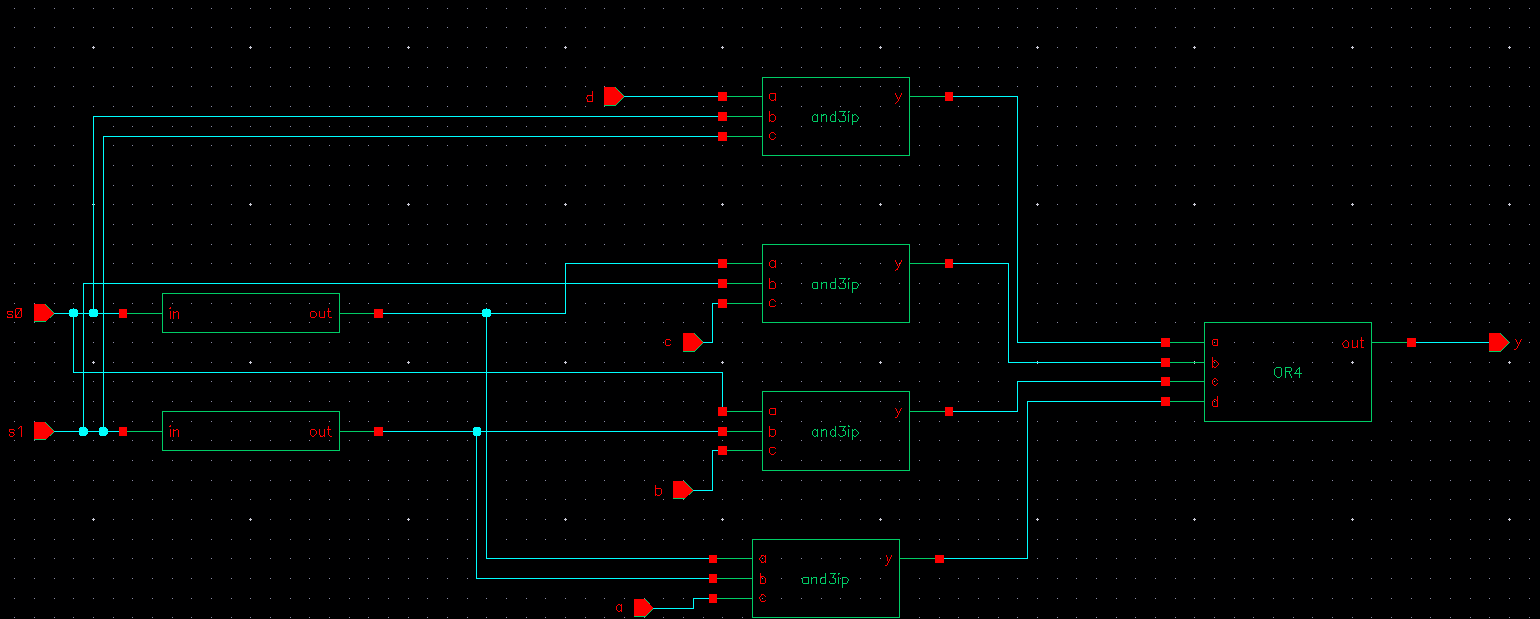 d
a y
b and3ip
c
a y
b and3ip
c
s0 in out
c
a out y
b
OR4
c
d
a y
s1 in out b and3ip
c
b
a y
b and3ip
c
a